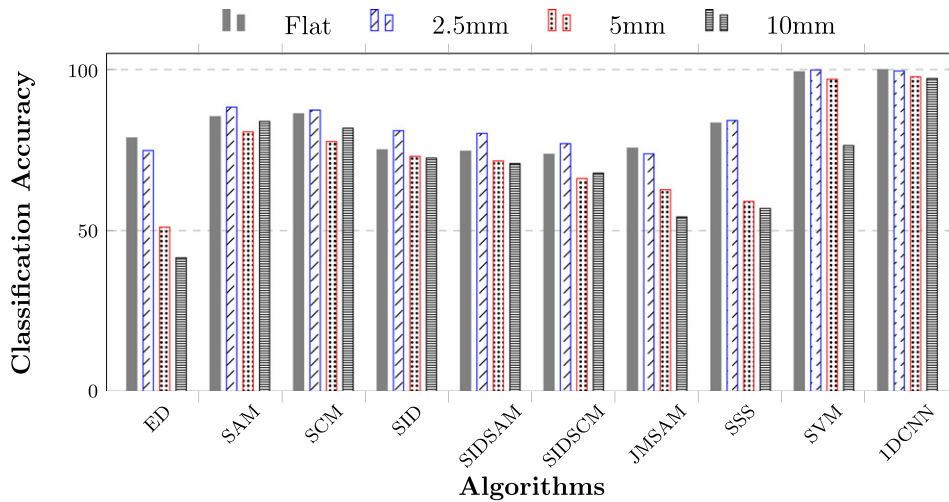 Flat 2.5mm 5mm 10mm
Classification Accuracy
100
50
0
ED SAM SCM SID SIDSAM SIDSCM JMSAM SSS SVM 1DCNN
Algorithms